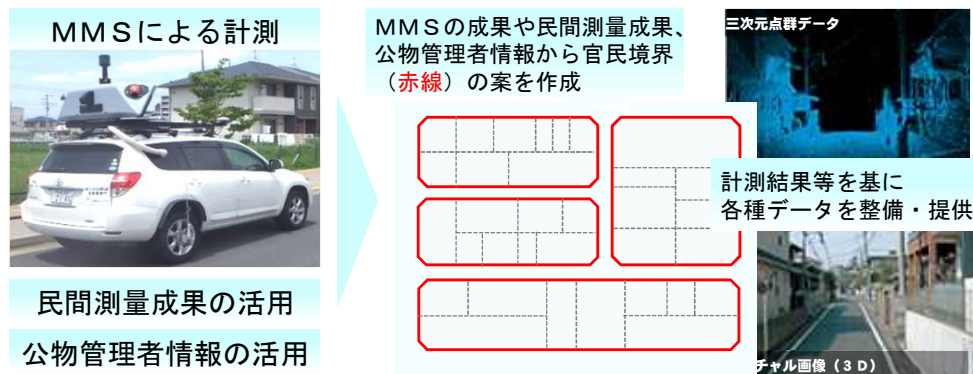 MMSによる計測
民間測量成果の活用
公物管理者情報の活用
MMSの成果や民間測量成果、
公物管理者情報から官民境界
（赤線）の案を作成
三次元点群データ
計測結果等を基に
各種データを整備・提供
チャル画像（３Ｄ）